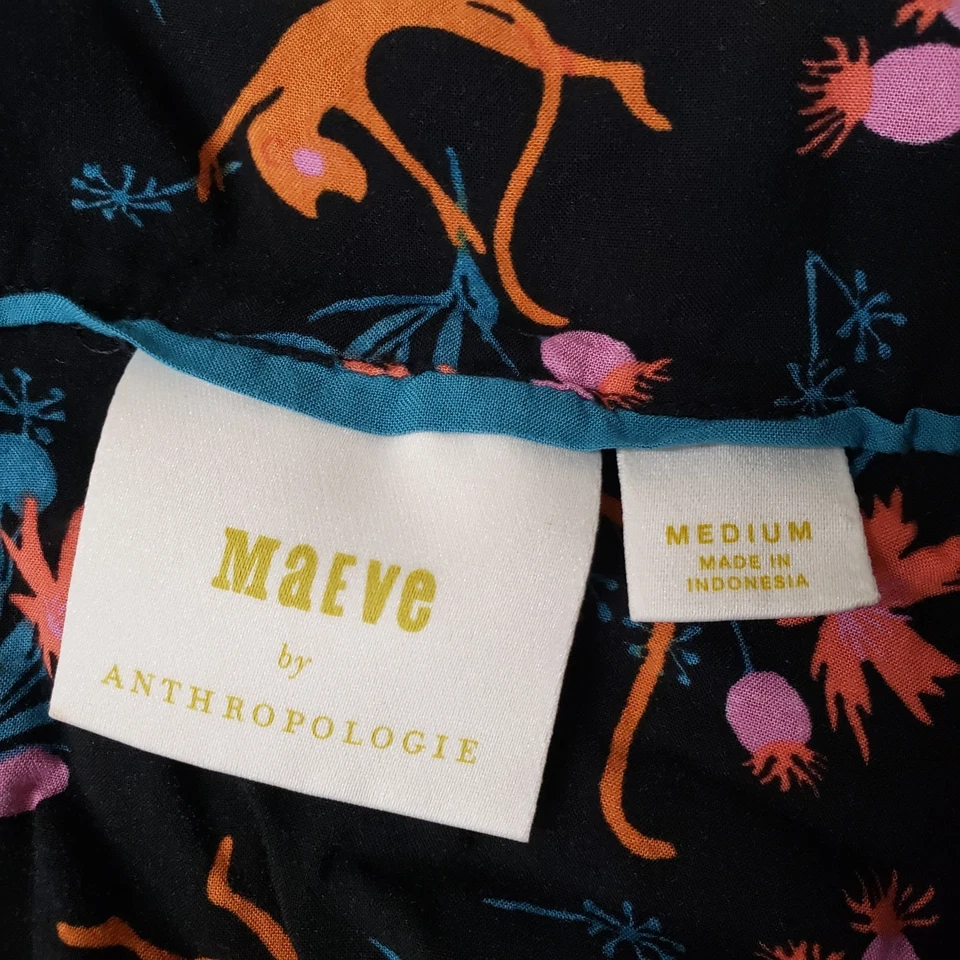 MaEve
by
ANTHROPOLOGIE
MEDIUM
MADE IN
INDONESIA